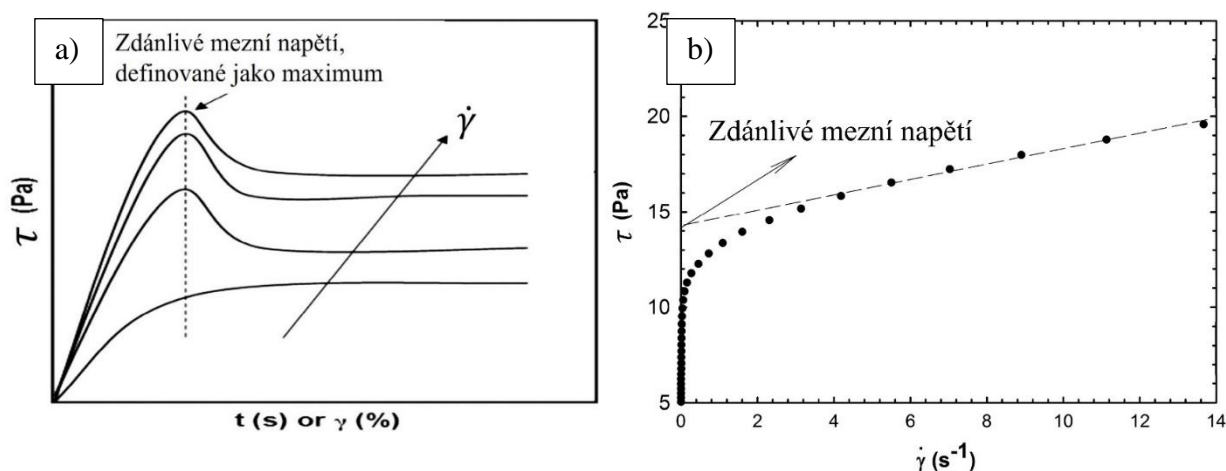 a)
Zdánlivé mezní napětí,
definované jako maximum
γ̇
τ (Pa)
t (s) or γ (%)
b)
25
20
15
10
5
τ (Pa)
Zdánlivé mezní napětí
0 2 4 6 8 10 12 14
γ̇ (s⁻¹)